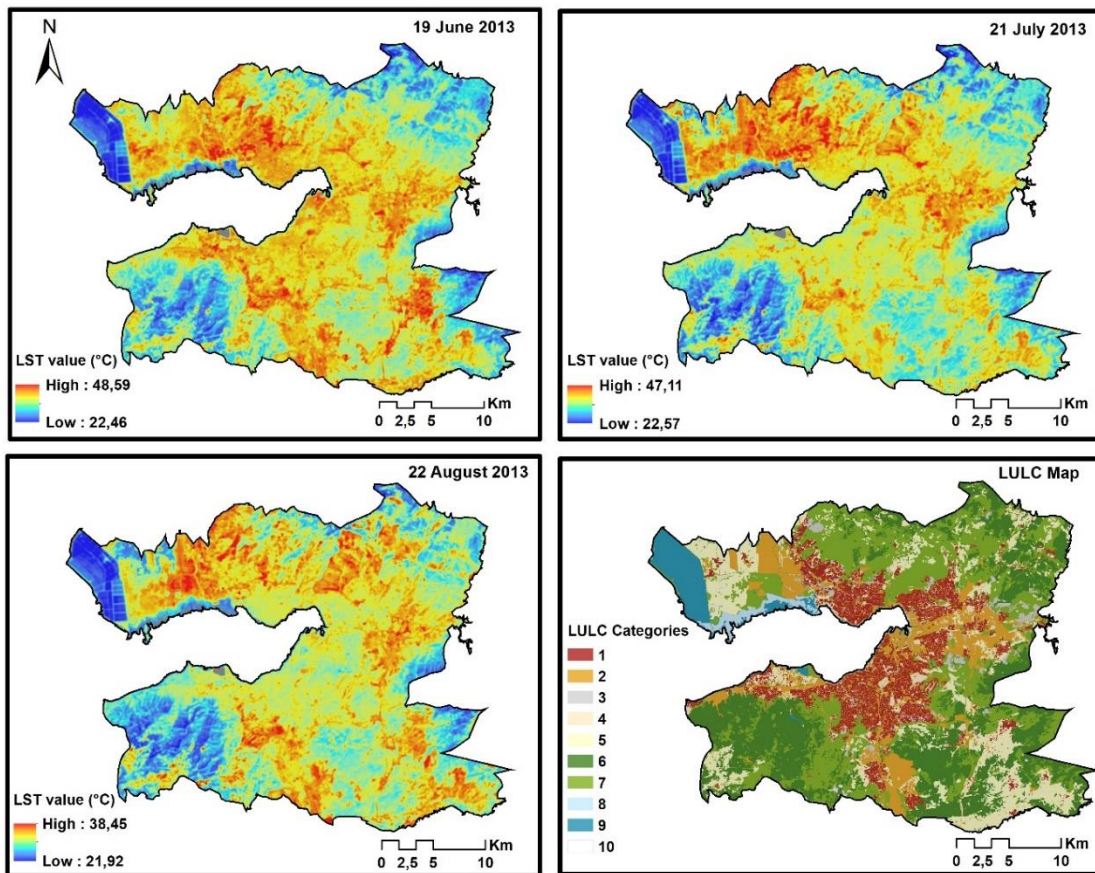 N
19 June 2013
LST value (°C)
High : 48,59
Low : 22,46
Km
0 2,5 5 10
21 July 2013
LST value (°C)
High : 47,11
Low : 22,57
Km
0 2,5 5 10
22 August 2013
LST value (°C)
High : 38,45
Low : 21,92
Km
0 2,5 5 10
LULC Map
LULC Categories
1
2
3
4
5
6
7
8
9
10
Km
0 2,5 5 10